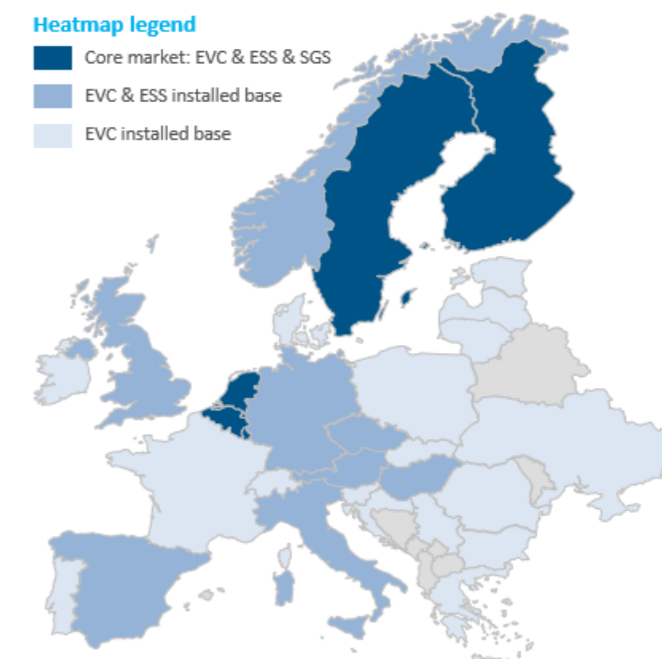 Heatmap legend
Core market: EVC & ESS & SGS
EVC & ESS installed base
EVC installed base